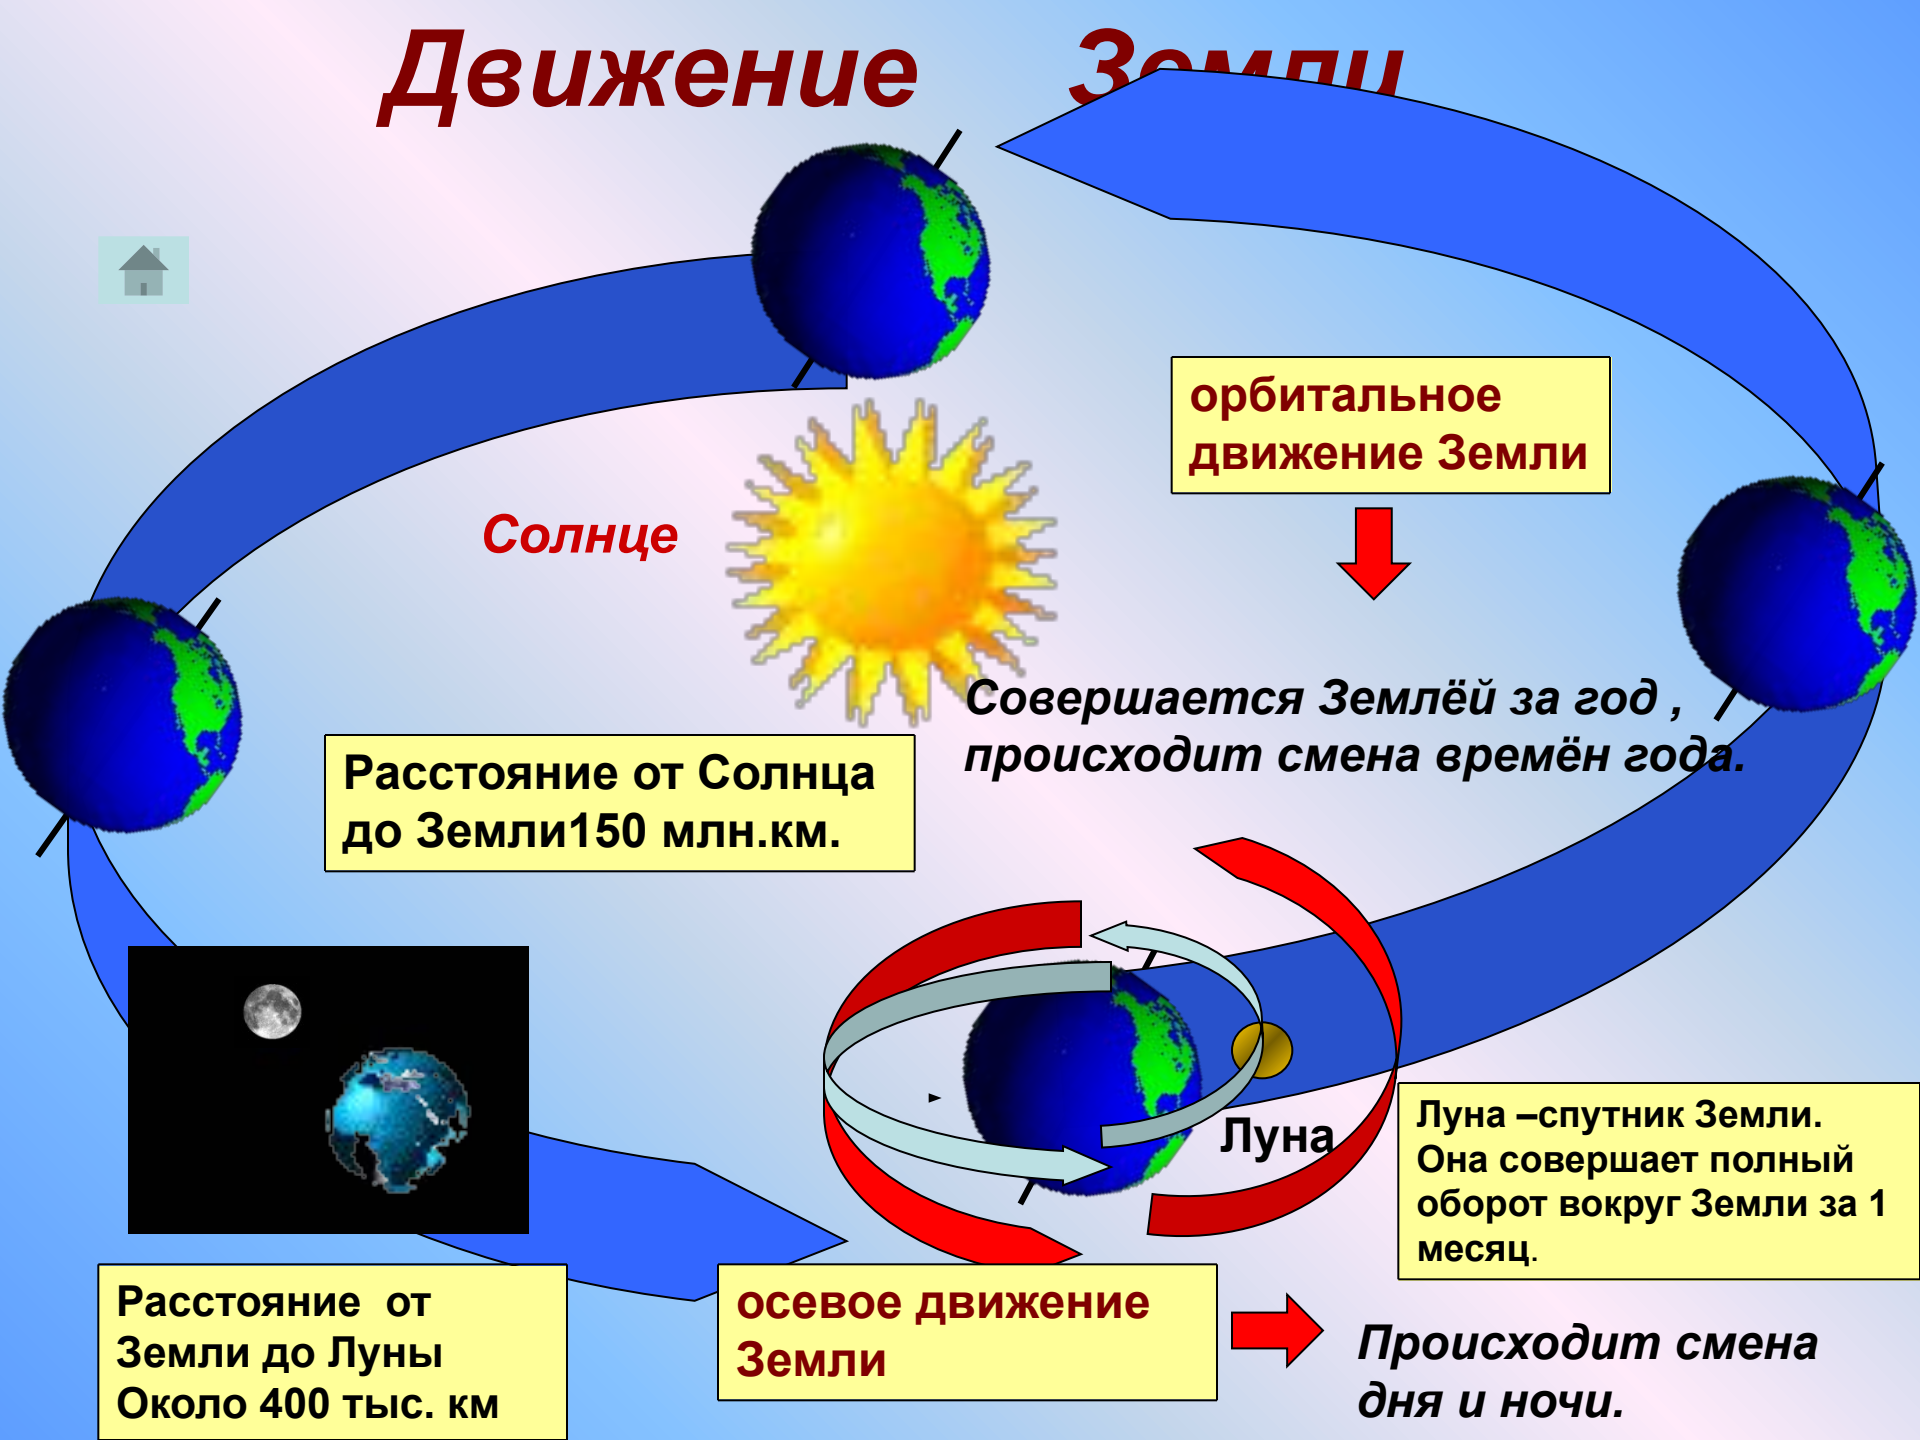 Движение Земли
орбитальное
движение Земли
Солнце
Совершается Землёй за год ,
происходит смена времён года.
Расстояние от Солнца
до Земли150 млн.км.
Луна
Луна –спутник Земли.
Она совершает полный
оборот вокруг Земли за 1
месяц.
Расстояние от
Земли до Луны
Около 400 тыс. км
осевое движение
Земли
Происходит смена
дня и ночи.